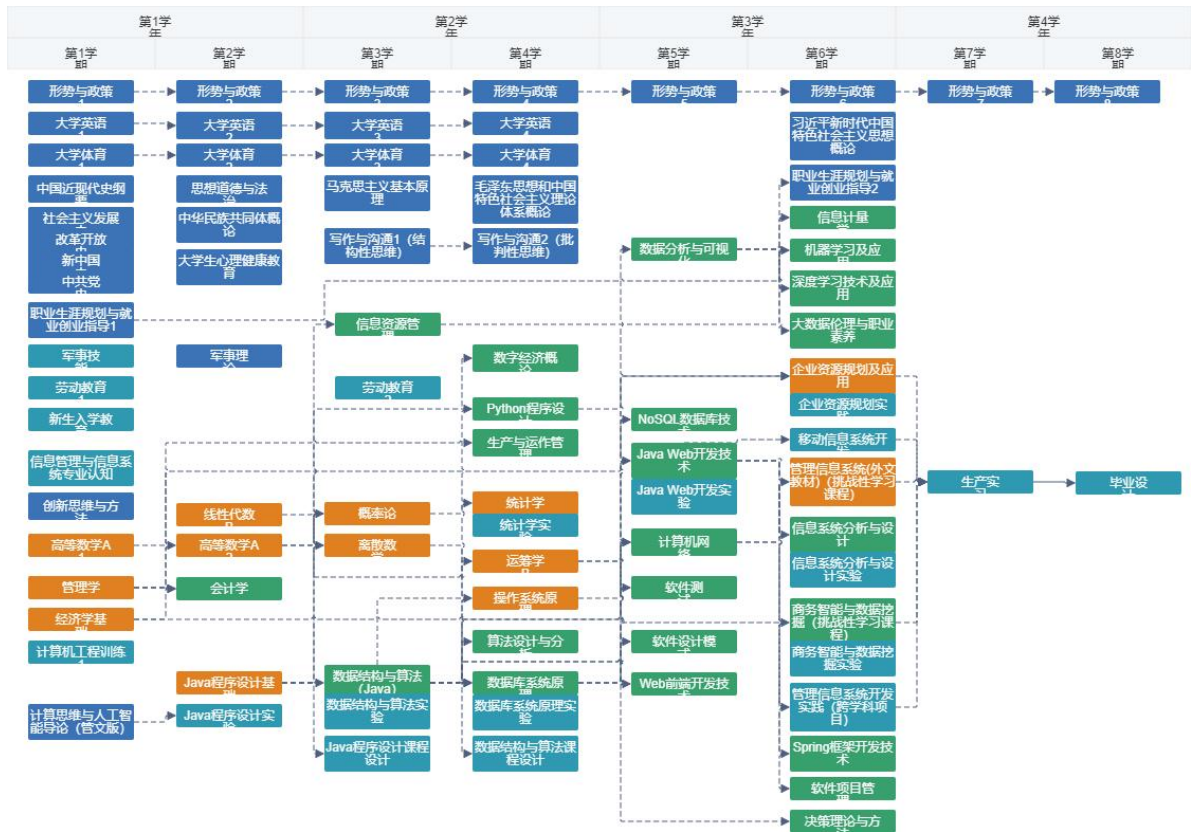 第1学
年
第2学
年
第3学
年
第4学
年
第1学
期
第2学
期
第3学
期
第4学
期
第5学
期
第6学
期
第7学
期
第8学
期
形势与政策
1
大学英语
1
大学体育
1
中国近现代史纲
要
社会主义发展
史
改革开放
史
新中国
史
中共党
史
职业生涯规划与就
业创业指导1
军事技
能
劳动教育
1
新生入学教
育
信息管理与信息系
统专业认知
创新思维与方
法
高等数学A
1
管理学
经济学基
础
计算机工程训练
1
计算思维与人工智
能导论（管文版）
形势与政策
2
大学英语
2
大学体育
2
思想道德与法
治
中华民族共同体概
论
大学生心理健康教
育
军事理
论
线性代数
B
高等数学A
2
会计学
Java程序设计基
础
Java程序设计实
验
形势与政策
3
大学英语
3
大学体育
3
马克思主义基本原
理
写作与沟通1（结
构性思维）
信息资源管
理
劳动教育
2
概率论
离散数
学
数据结构与算法
（Java）
数据结构与算法实
验
Java程序设计课程
设计
形势与政策
4
大学英语
4
大学体育
4
毛泽东思想和中国
特色社会主义理论
体系概论
写作与沟通2（批
判性思维）
数字经济概
论
Python程序设
计
生产与运作管
理
统计学
统计学实
验
运筹学
B
操作系统原
理
算法设计与分
析
数据库系统原
理
数据库系统原理实
验
数据结构与算法课
程设计
形势与政策
5
数据分析与可视
化
NoSQL数据库技
术
Java Web开发技
术
Java Web开发实
验
计算机网
络
软件测
试
软件设计模
式
Web前端开发技
术
形势与政策
6
习近平新时代中国
特色社会主义思想
概论
职业生涯规划与就
业创业指导2
信息计量
学
机器学习及应
用
深度学习技术及应
用
大数据伦理与职业
素养
企业资源规划及应
用
企业资源规划实
践
移动信息系统开
发
管理信息系统(外文
教材)（挑战性学习
课程）
信息系统分析与设
计
信息系统分析与设
计实验
商务智能与数据挖
掘（挑战性学习课
程）
商务智能与数据挖
掘实验
管理信息系统开发
实践（跨学科项
目）
Spring框架开发技
术
软件项目管
理
决策理论与方
法
形势与政策
7
生产实
习
形势与政策
8
毕业设
计